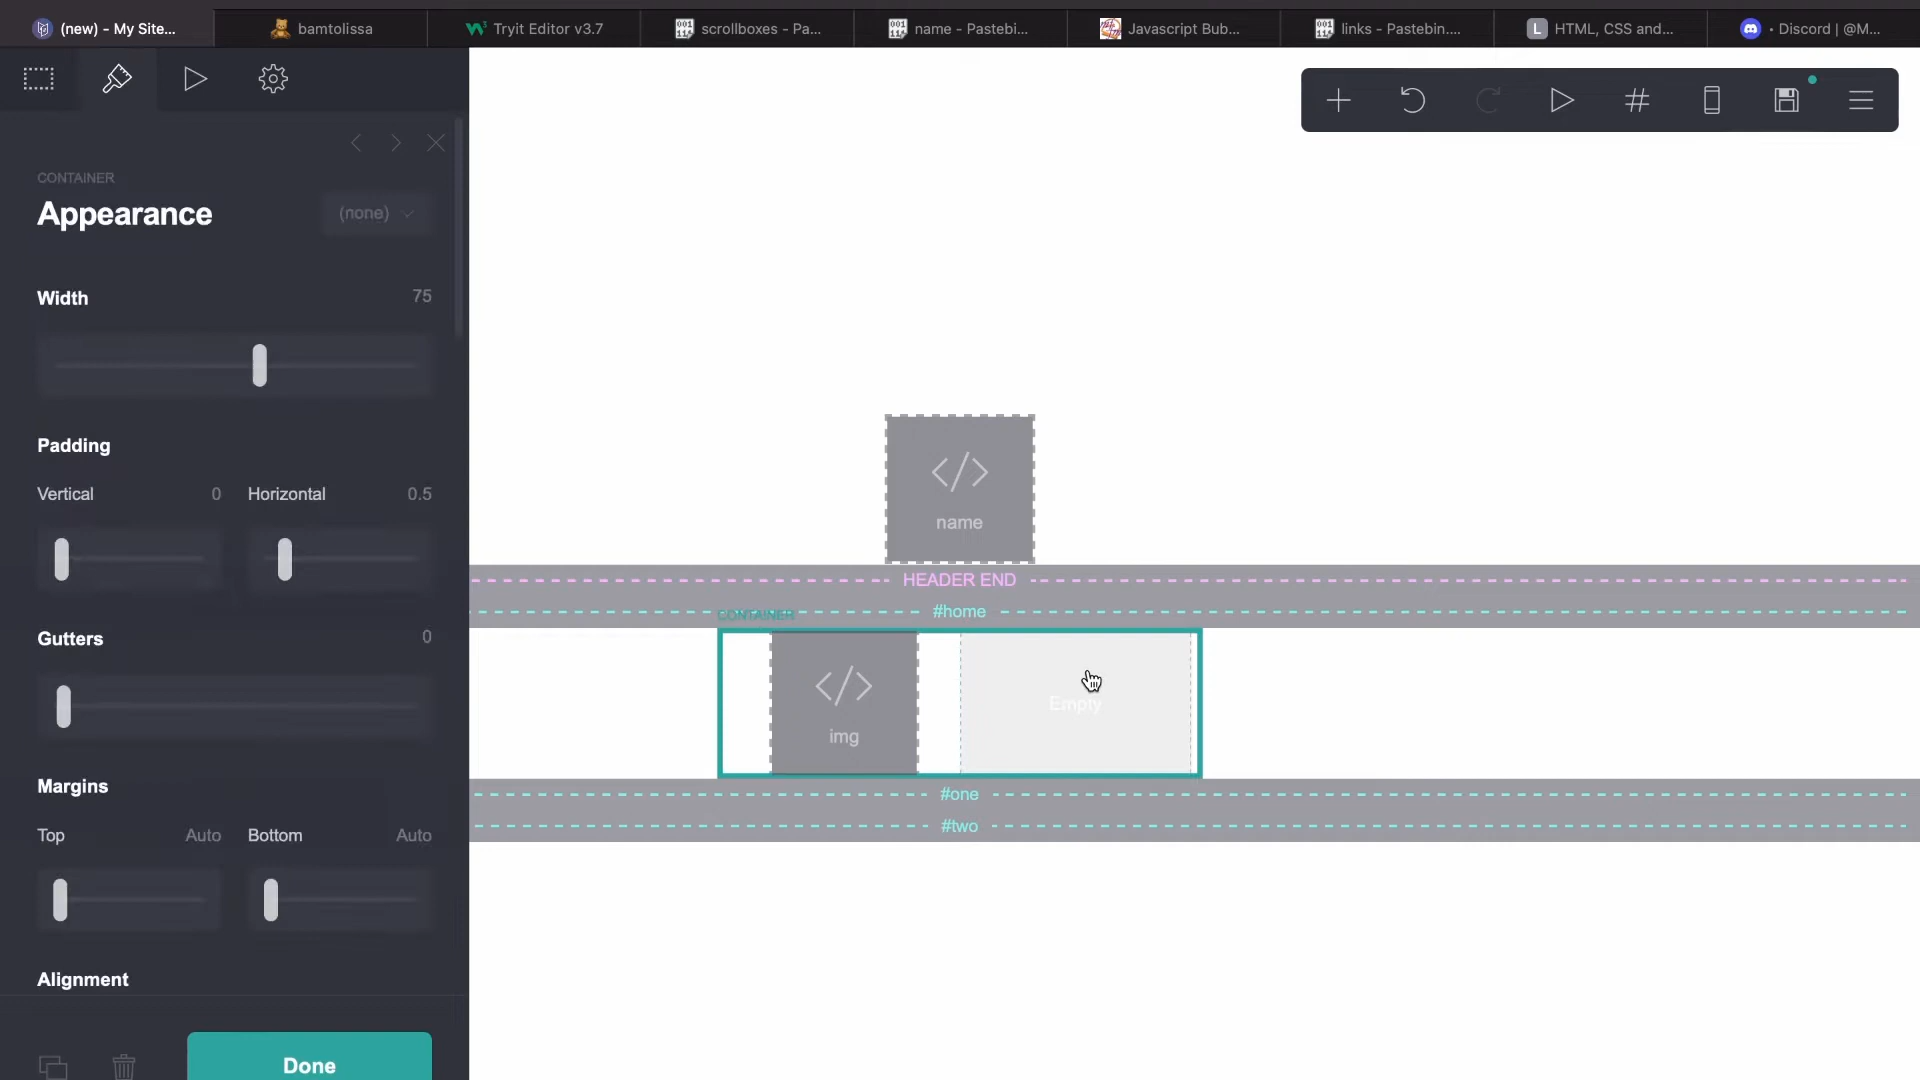 (new) - My Site...
bamtolissa
Tryit Editor v3.7
scrollboxes - Pa...
name - Pastebi...
Javascript Bub...
links - Pastebin....
L HTML, CSS and...
• Discord | @M...
CONTAINER
Appearance
(none)
Width 75
Padding
Vertical 0 Horizontal 0.5
Gutters 0
Margins
Top Auto Bottom Auto
Alignment
Done
</> name
HEADER END
#home
CONTAINER
</> img
Empty
#one
#two